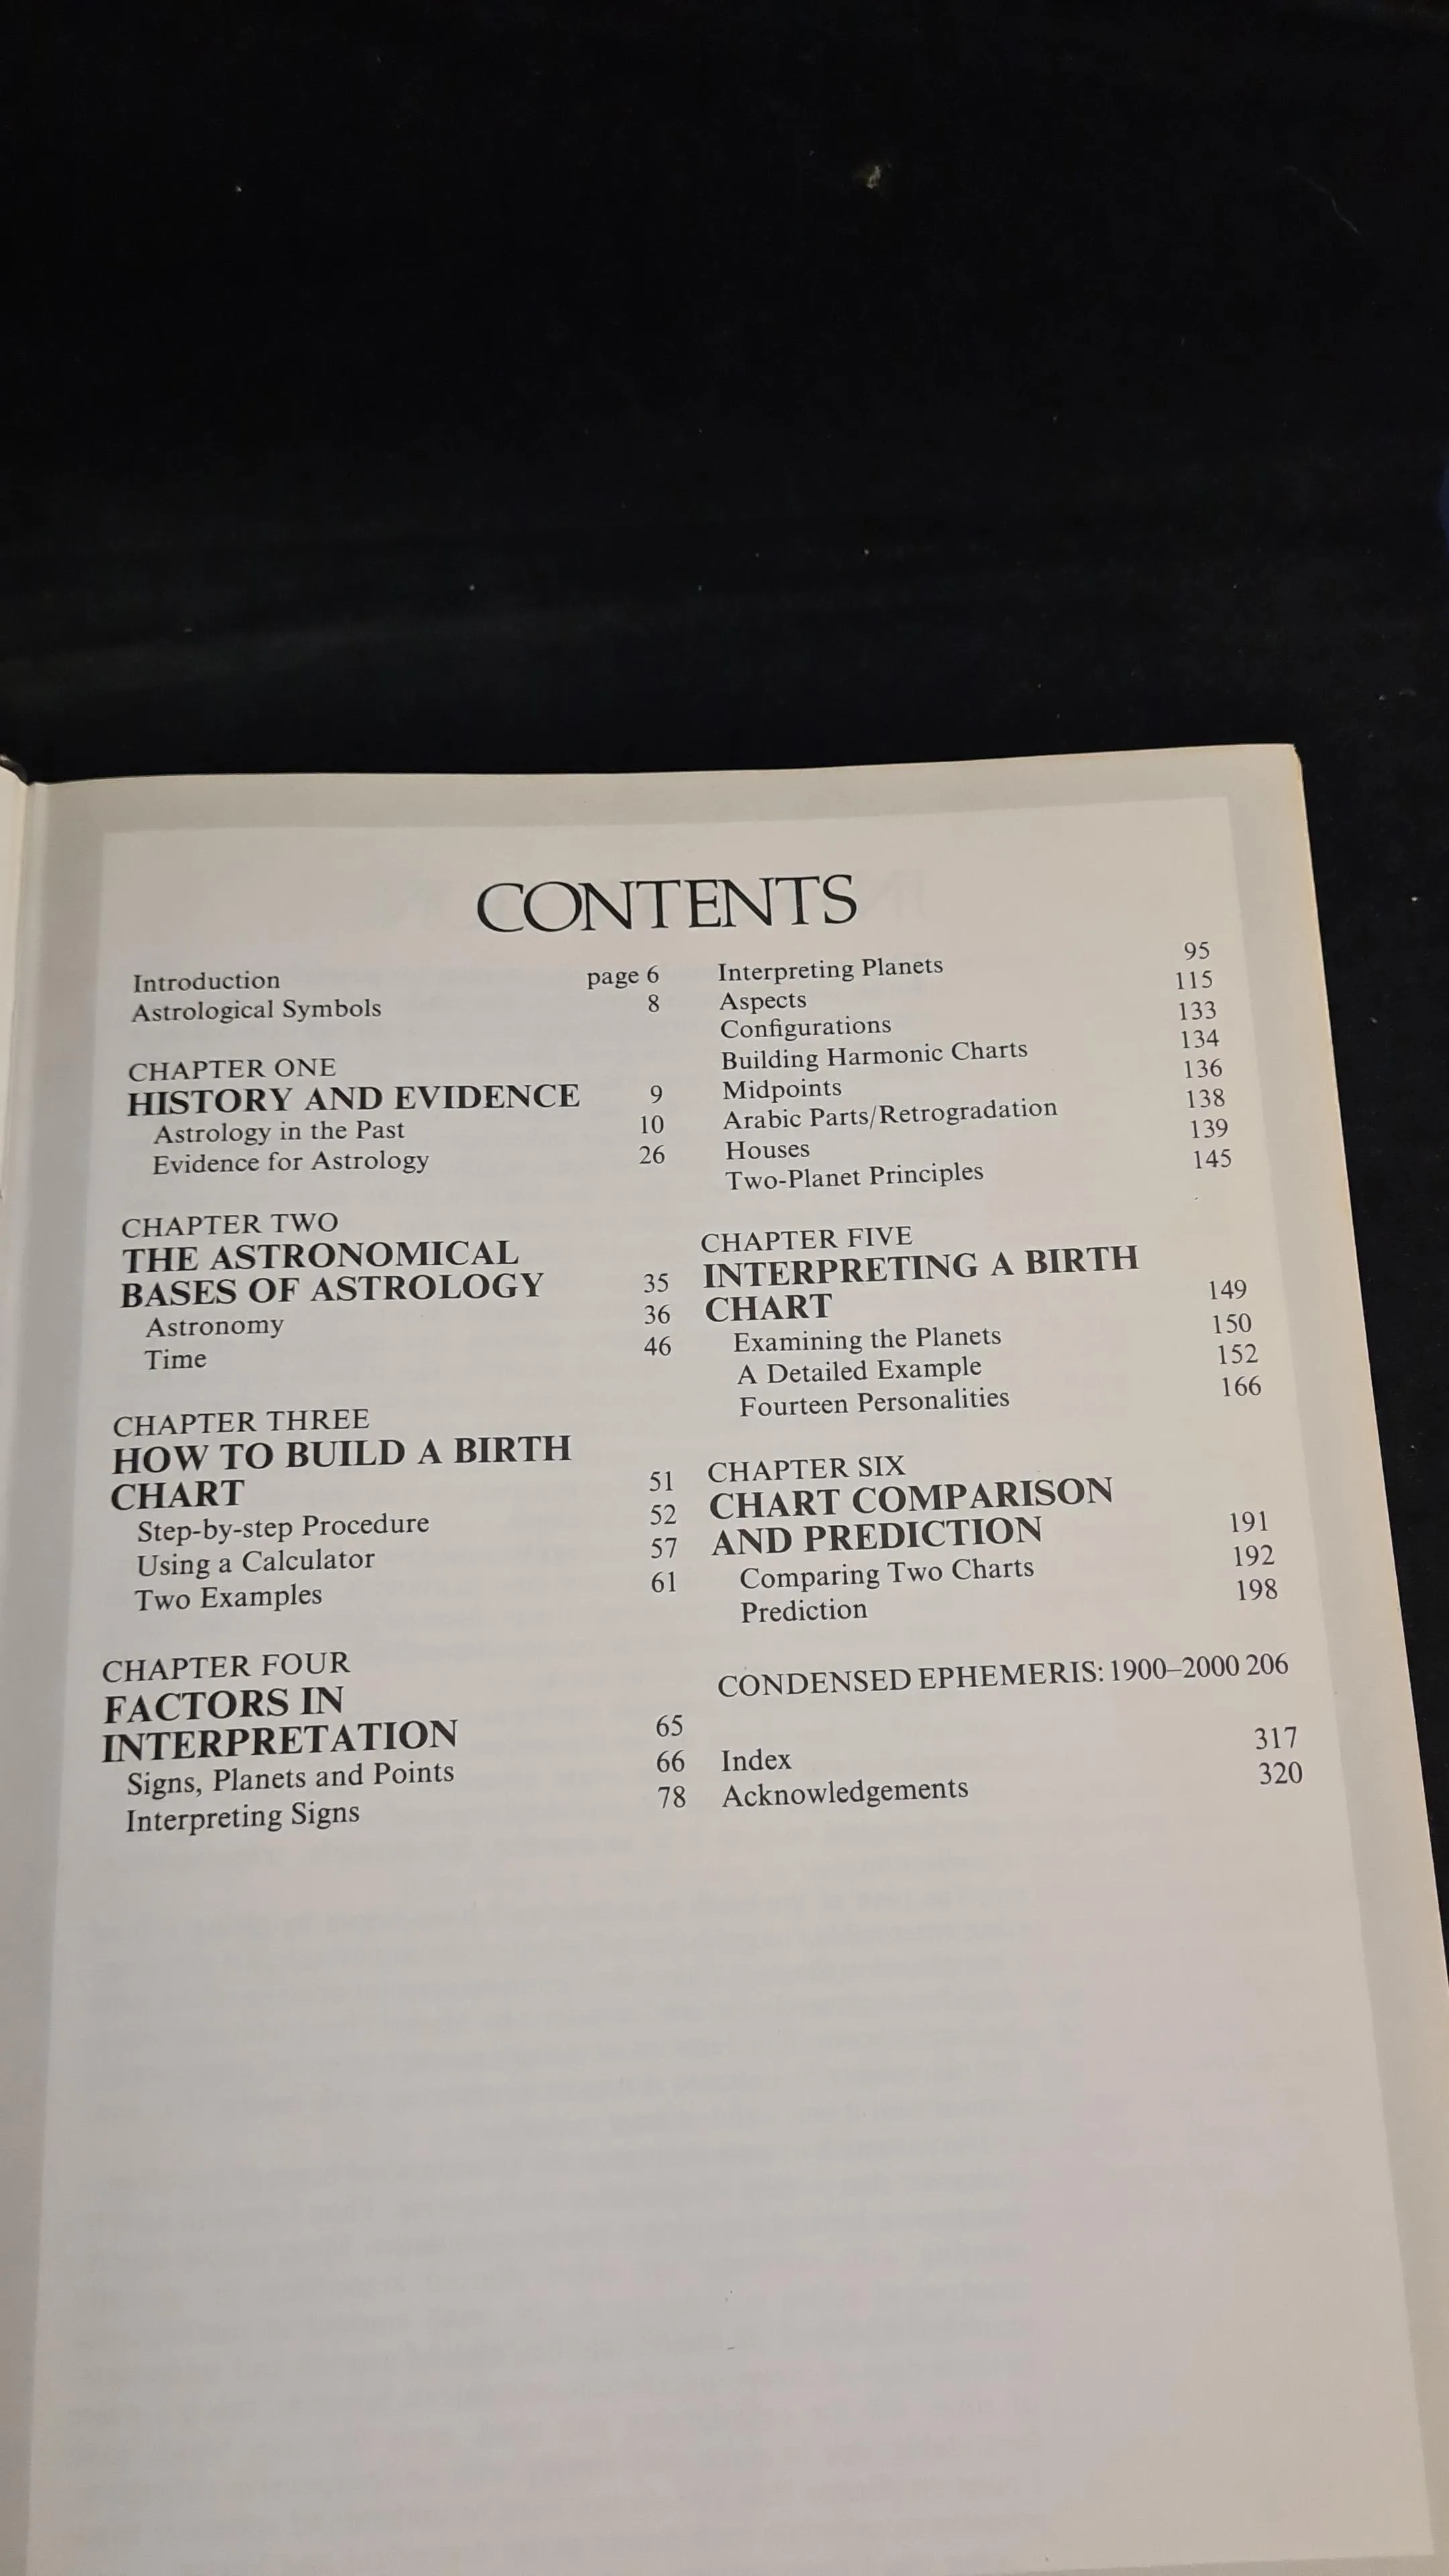 CONTENTS
Introduction page 6
Astrological Symbols 8
CHAPTER ONE
HISTORY AND EVIDENCE 9
Astrology in the Past 10
Evidence for Astrology 26
CHAPTER TWO
THE ASTRONOMICAL
BASES OF ASTROLOGY 35
Astronomy 36
Time 46
CHAPTER THREE
HOW TO BUILD A BIRTH
CHART 51
Step-by-step Procedure 52
Using a Calculator 57
Two Examples 61
CHAPTER FOUR
FACTORS IN
INTERPRETATION 65
Signs, Planets and Points 66
Interpreting Signs 78
Interpreting Planets 95
Aspects 115
Configurations 133
Building Harmonic Charts 134
Midpoints 136
Arabic Parts/Retrogradation 138
Houses 139
Two-Planet Principles 145
CHAPTER FIVE
INTERPRETING A BIRTH
CHART 149
Examining the Planets 150
A Detailed Example 152
Fourteen Personalities 166
CHAPTER SIX
CHART COMPARISON
AND PREDICTION 191
Comparing Two Charts 192
Prediction 198
CONDENSED EPHEMERIS: 1900–2000 206
Index 317
Acknowledgements 320